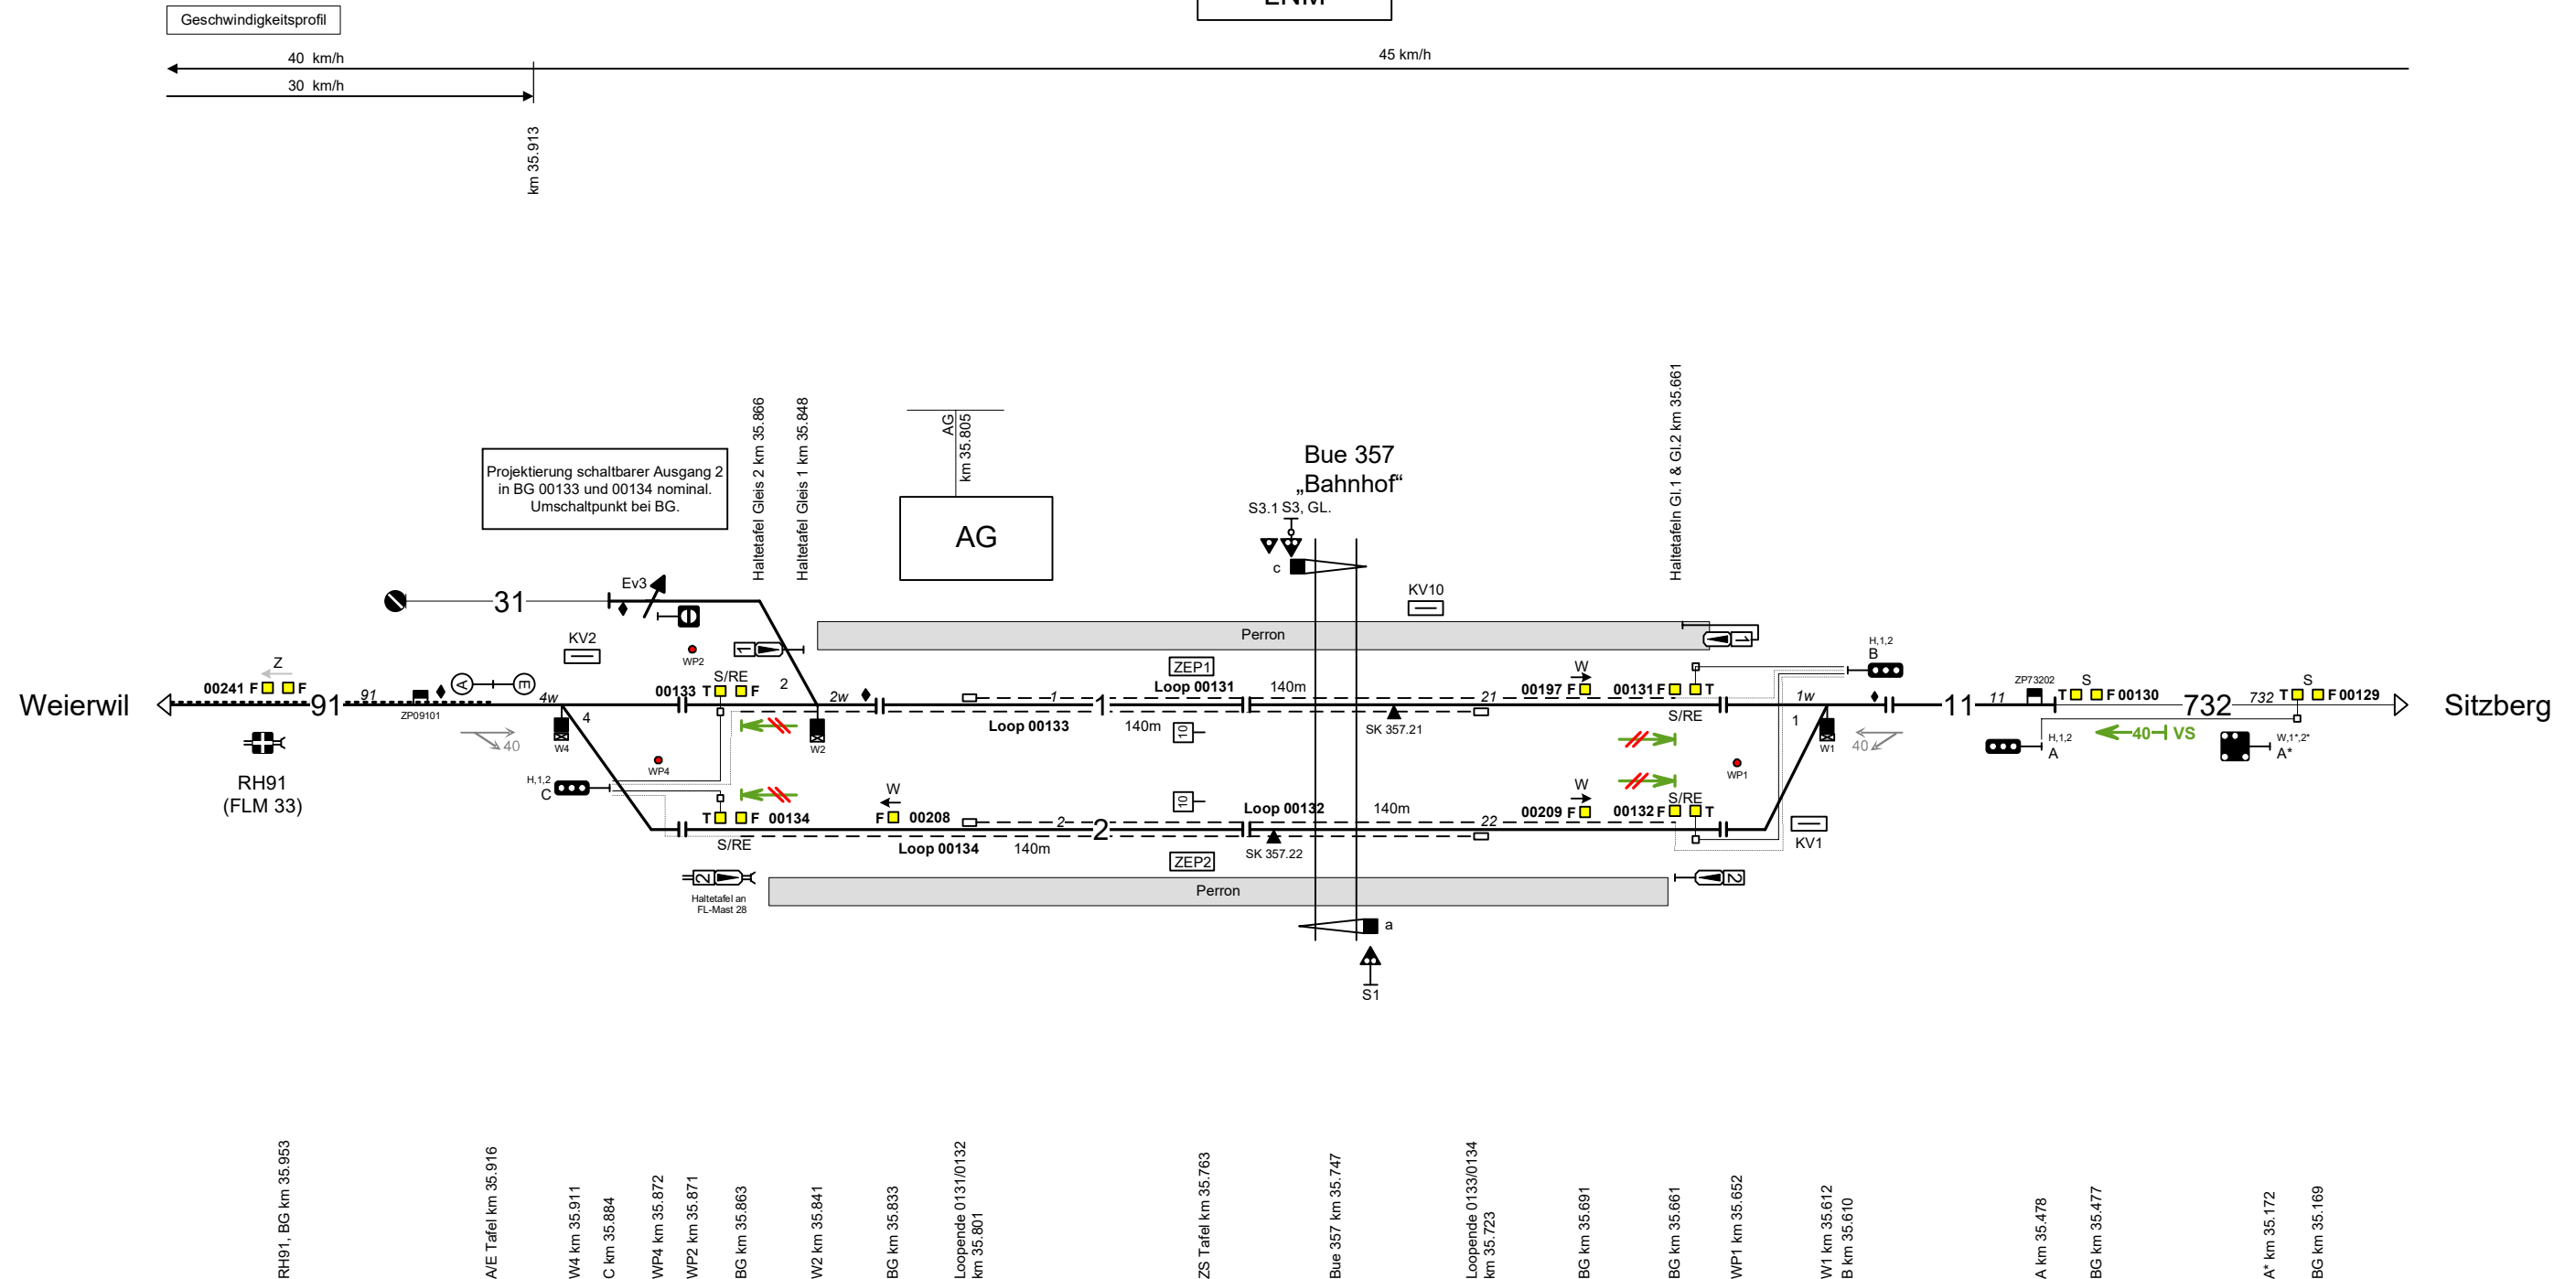 Geschwindigkeitsprofil
40 km/h
45 km/h
30 km/h
km 35.913
Haltetafel Gleis 2 km 35.866
Haltetafel Gleis 1 km 35.848
AG
km 35.805
Haltetafeln Gl.1 & Gl.2 km 35.661
Projektierung schaltbarer Ausgang 2
in BG 00133 und 00134 nominal.
Umschaltpunkt bei BG.
AG
Bue 357
„Bahnhof“
S3.1 S3, GL.
c
31
Ev3
KV10
KV2
WP2
1
Perron
1
ZEP1
H,1,2
B
Z
00241 F F
A
E
S/RE
00133 T F
2
Loop 00131
140m
W
00197 F
00131 F T
S/RE
ZP73202
S
T F 00130
S
T F 00129
Weierwil
91
91
ZP09101
4w
4
W4
2w
W2
1
1
21
1w
1
W1
11
11
732
732
Sitzberg
Loop 00133
140m
10
SK 357.21
40
40
H,1,2
A
40
VS
W,1*,2*
A*
RH91
(FLM 33)
WP4
WP1
H,1,2
C
W
F 00208
10
Loop 00132
140m
W
00209 F
00132 F T
S/RE
T F 00134
S/RE
2
2
22
Loop 00134
140m
SK 357.22
KV1
ZEP2
2
Haltetafel an
FL-Mast 28
Perron
2
a
S1
RH91, BG km 35.953
A/E Tafel km 35.916
W4 km 35.911
C km 35.884
WP4 km 35.872
WP2 km 35.871
BG km 35.863
W2 km 35.841
BG km 35.833
Loopende 0131/0132
km 35.801
ZS Tafel km 35.763
Bue 357 km 35.747
Loopende 0133/0134
km 35.723
BG km 35.691
BG km 35.661
WP1 km 35.652
W1 km 35.612
B km 35.610
A km 35.478
BG km 35.477
A* km 35.172
BG km 35.169